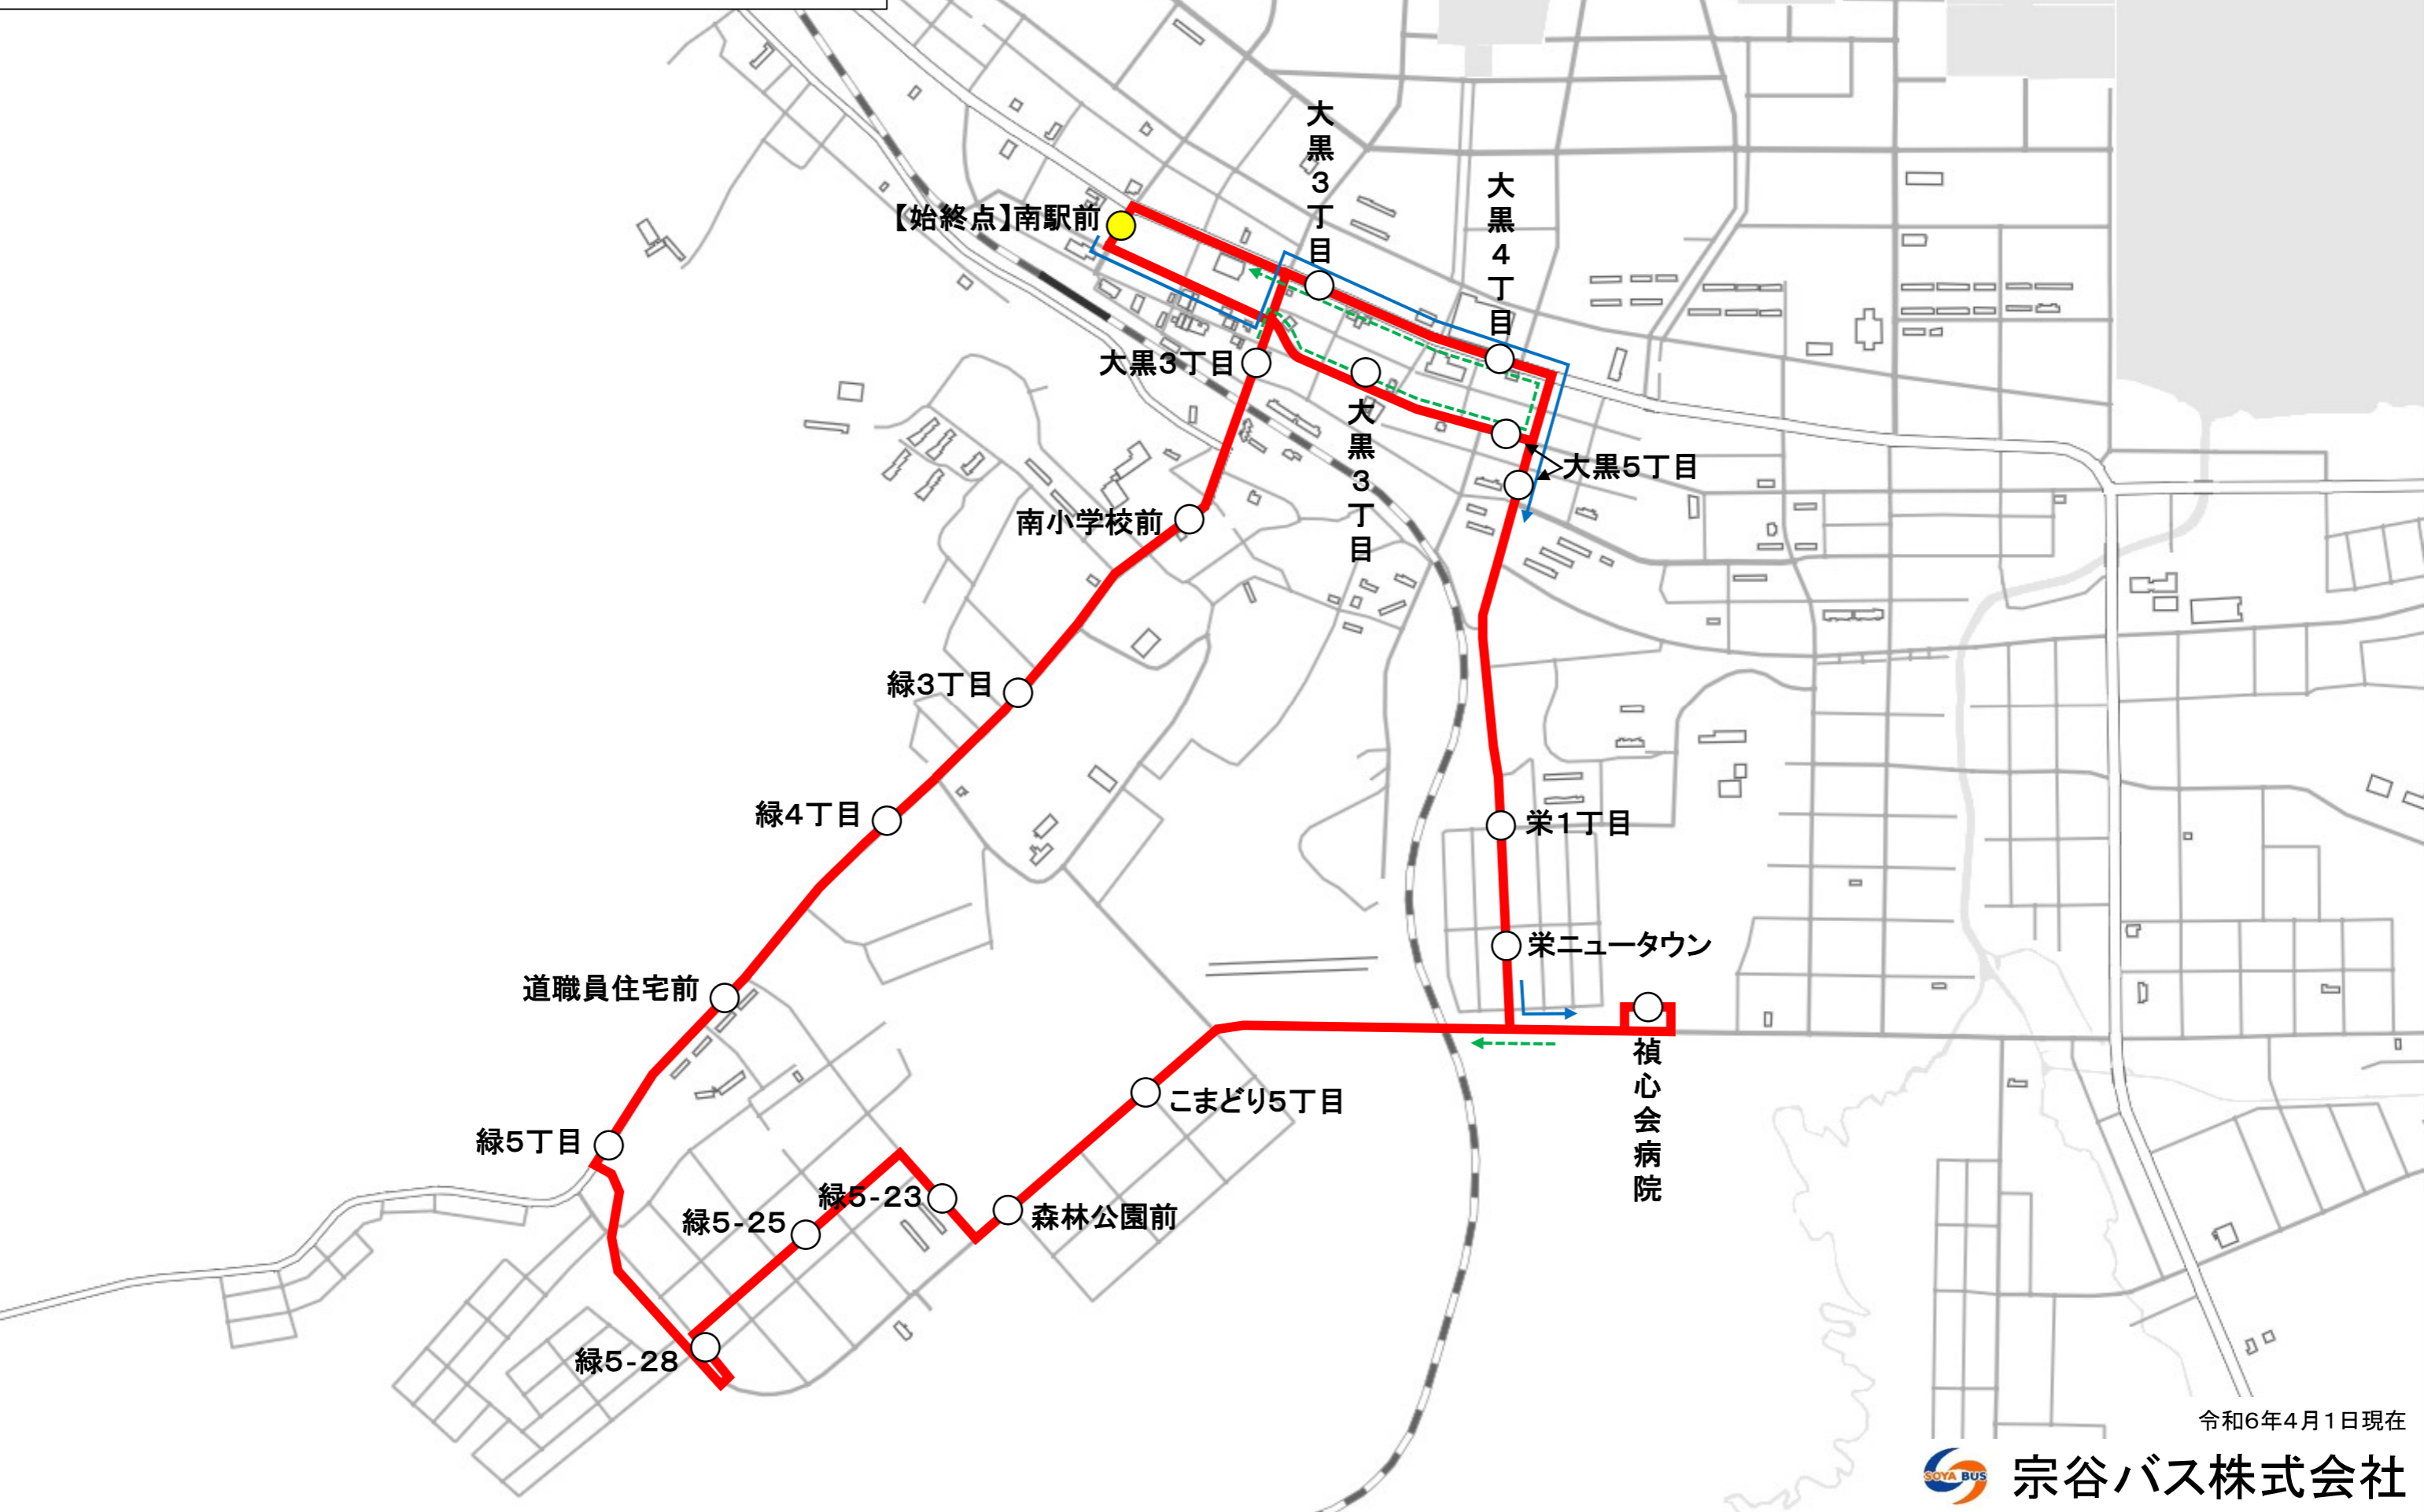 大黒３丁目
大黒４丁目
【始終点】南駅前
大黒３丁目
大黒３丁目
大黒５丁目
南小学校前
緑３丁目
緑４丁目
栄１丁目
栄ニュータウン
道職員住宅前
禎心会病院
こまどり５丁目
緑５丁目
緑５-２３
緑５-２５
森林公園前
緑５-２８
令和６年４月１日現在
SOYA BUS
宗谷バス株式会社